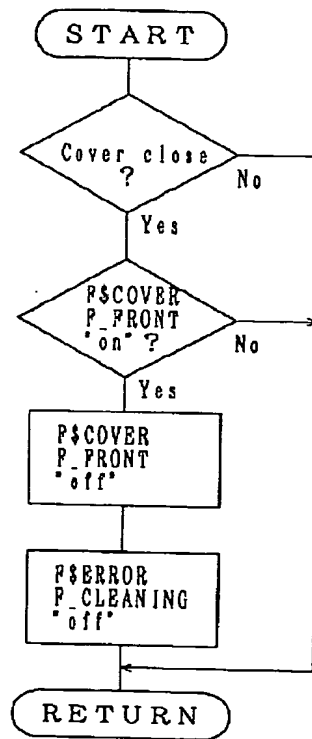 START
Cover close
?
No
Yes
F$COVER
F_FRONT
"on" ?
No
Yes
F$COVER
F_FRONT
"off"
F$ERROR
F_CLEANING
"off"
RETURN